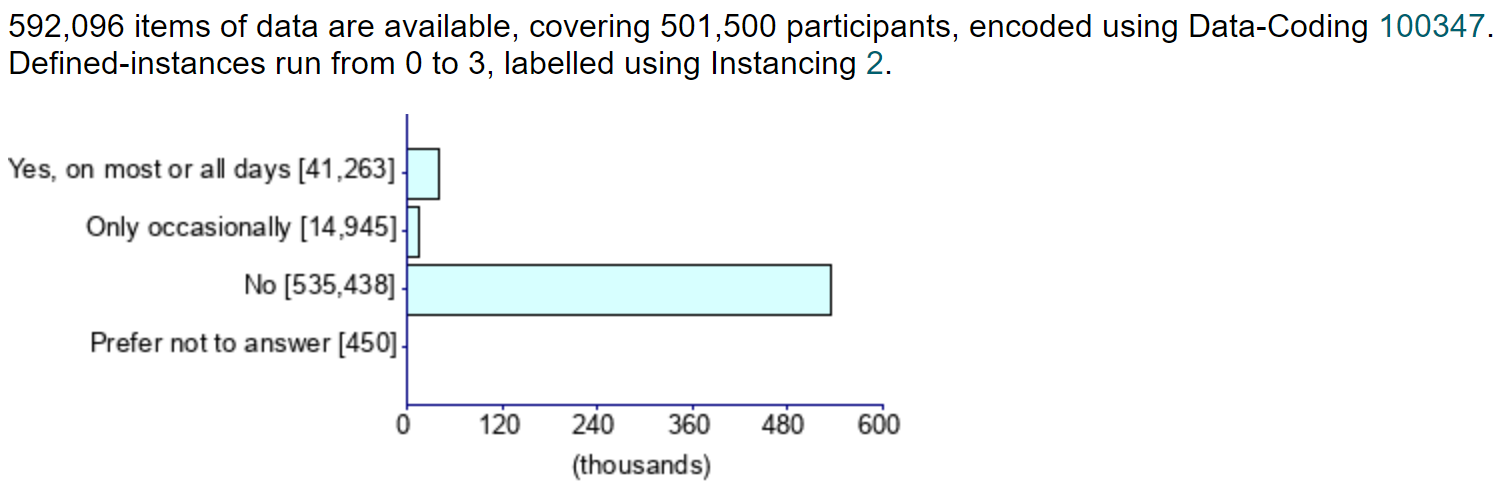 592,096 items of data are available, covering 501,500 participants, encoded using Data-Coding 100347.
Defined-instances run from 0 to 3, labelled using Instancing 2.
Yes, on most or all days [41,263]
Only occasionally [14,945]
No [535,438]
Prefer not to answer [450]
0 120 240 360 480 600
(thousands)